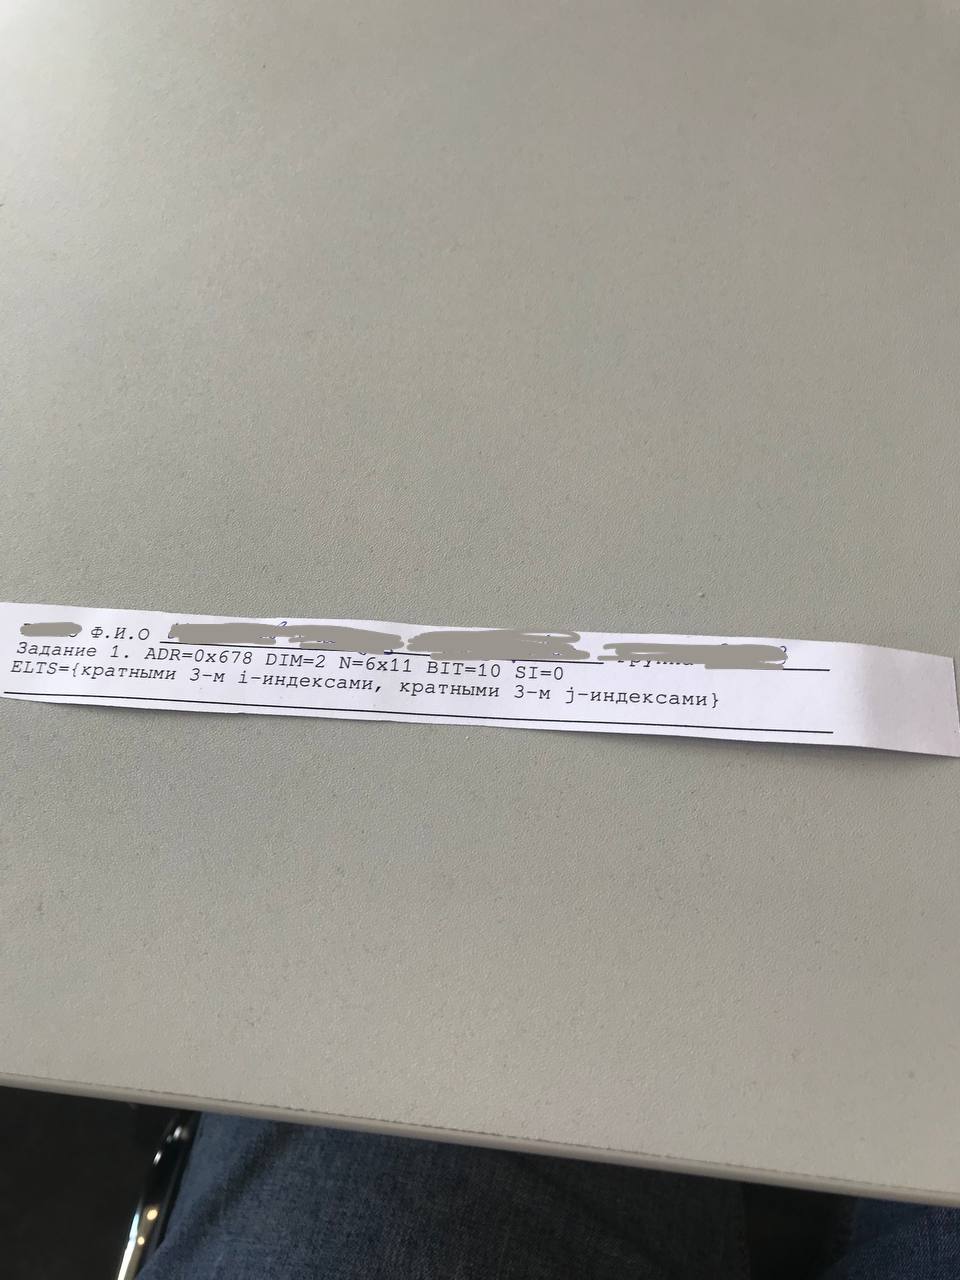 Ф.И.О
Задание 1. ADR=0x678 DIM=2 N=6x11 BIT=10 SI=0
ELTS={кратными 3-м i-индексами, кратными 3-м j-индексами}